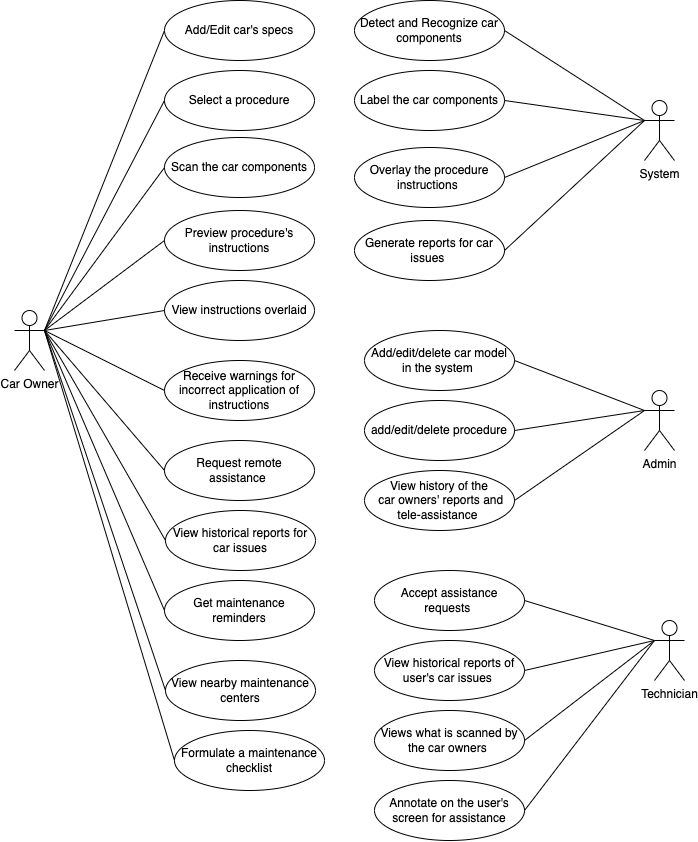 Add/Edit car's specs
Select a procedure
Scan the car components
Preview procedure's
instructions
View instructions overlaid
Receive warnings for
incorrect application of
instructions
Request remote
assistance
View historical reports for
car issues
Get maintenance
reminders
View nearby maintenance
centers
Formulate a maintenance
checklist
Car Owner
Detect and Recognize car
components
Label the car components
Overlay the procedure
instructions
Generate reports for car
issues
System
Add/edit/delete car model
in the system
add/edit/delete procedure
View history of the
car owners' reports and
tele-assistance
Admin
Accept assistance
requests
View historical reports of
user's car issues
Views what is scanned by
the car owners
Annotate on the user's
screen for assistance
Technician